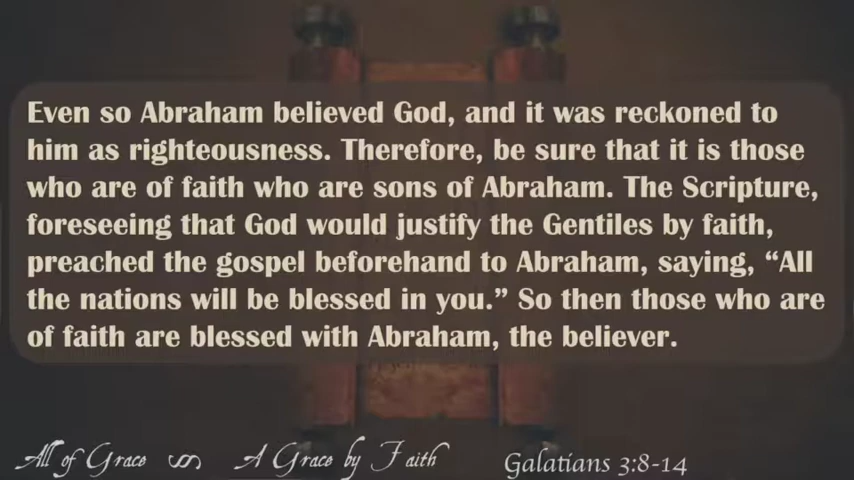 Even so Abraham believed God, and it was reckoned to
him as righteousness. Therefore, be sure that it is those
who are of faith who are sons of Abraham. The Scripture,
foreseeing that God would justify the Gentiles by faith,
preached the gospel beforehand to Abraham, saying, “All
the nations will be blessed in you.” So then those who are
of faith are blessed with Abraham, the believer.
All of Grace A Grace by Faith Galatians 3:8-14